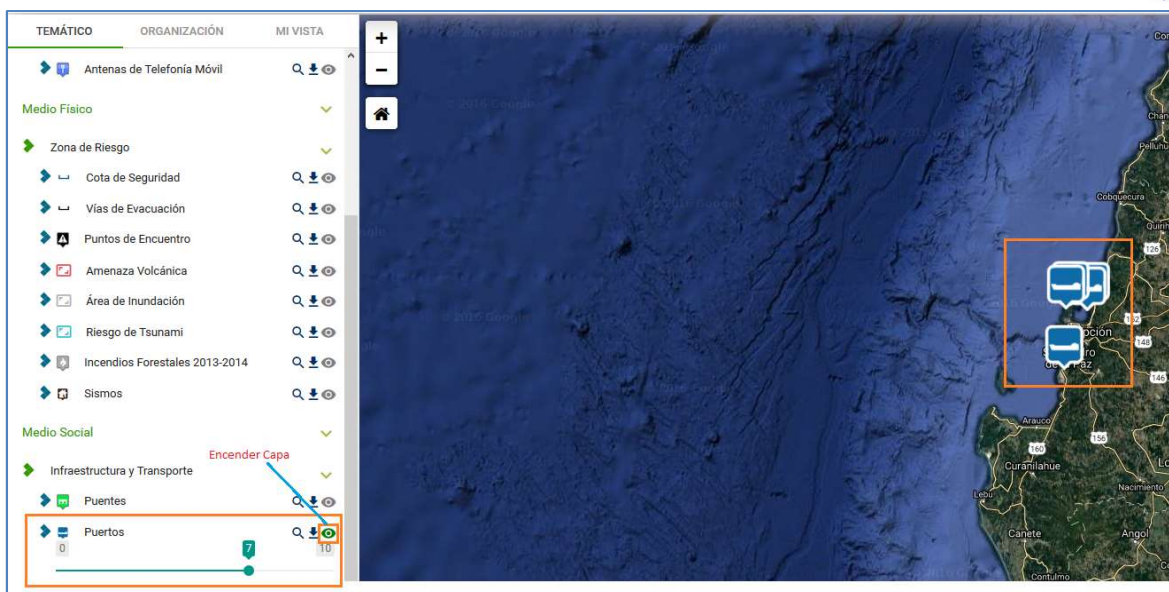 TEMÁTICO
ORGANIZACIÓN
MI VISTA
Antenas de Telefonía Móvil
Medio Físico
Zona de Riesgo
Cota de Seguridad
Vías de Evacuación
Puntos de Encuentro
Amenaza Volcánica
Área de Inundación
Riesgo de Tsunami
Incendios Forestales 2013-2014
Sismos
Medio Social
Encender Capa
Infraestructura y Transporte
Puentes
Puertos
0
7
10
+
−
Cobquecura
126
152
148
146
Arauco
160
156
Curanilahue
Lebu
Nacimiento
Cañete
Angol
Contulmo